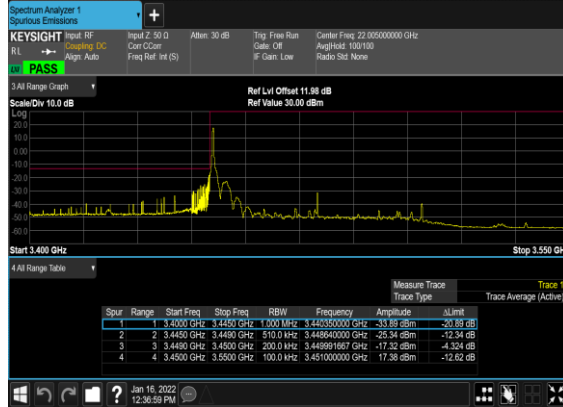 Spectrum Analyzer 1
Spurious Emissions
KEYSIGHT Input: RF Input Z: 50 Ω Atten: 30 dB Trig: Free Run Center Freq: 22.005000000 GHz
RL Coupling: DC Corr CCorr Gate: Off Avg|Hold: 100/100
Align: Auto Freq Ref: Int (S) IF Gain: Low Radio Std: None
PASS
3 All Range Graph Ref Lvl Offset 11.98 dB
Scale/Div 10.0 dB Ref Value 30.00 dBm
Log
20.0
10.0
0.00
-10.0
-20.0
-30.0
-40.0
-50.0
-60.0
Start 3.400 GHz Stop 3.550 GH
4 All Range Table
Measure Trace Trace 1
Trace Type Trace Average (Active)
Spur Range Start Freq Stop Freq RBW Frequency Amplitude ΔLimit
1 1 3.4000 GHz 3.4450 GHz 1.000 MHz 3.440350000 GHz -33.89 dBm -20.89 dB
2 2 3.4450 GHz 3.4490 GHz 510.0 kHz 3.448640000 GHz -25.34 dBm -12.34 dB
3 3 3.4490 GHz 3.4500 GHz 200.0 kHz 3.449991667 GHz -17.32 dBm -4.324 dB
4 4 3.4500 GHz 3.5500 GHz 100.0 kHz 3.451000000 GHz 17.38 dBm -12.62 dB
? Jan 16, 2022
12:36:59 PM